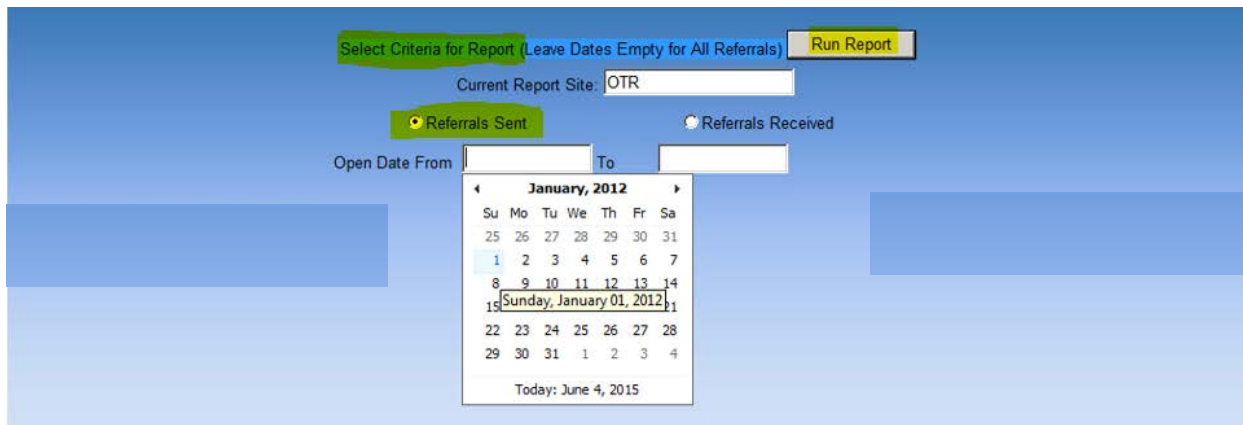 Select Criteria for Report (Leave Dates Empty for All Referrals) Run Report
Current Report Site: OTR
Referrals Sent Referrals Received
Open Date From To
January, 2012
Su Mo Tu We Th Fr Sa
25 26 27 28 29 30 31
1 2 3 4 5 6 7
8 9 10 11 12 13 14
Sunday, January 01, 2012
15 21
22 23 24 25 26 27 28
29 30 31 1 2 3 4
Today: June 4, 2015